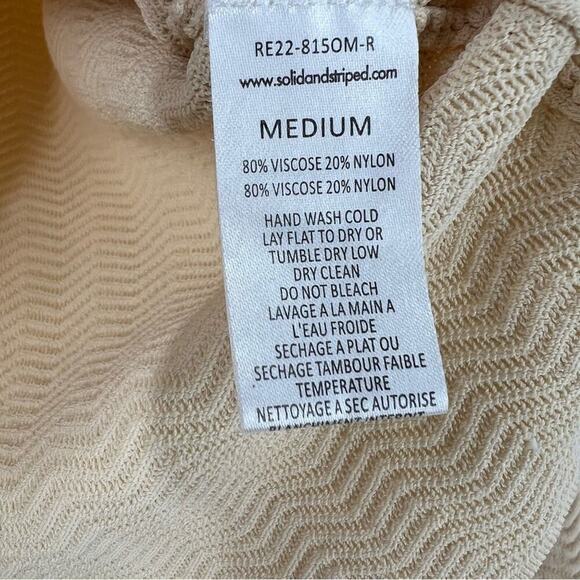 RE22-815OM-R
www.solidandstriped.com
MEDIUM
80% VISCOSE 20% NYLON
80% VISCOSE 20% NYLON
HAND WASH COLD
LAY FLAT TO DRY OR
TUMBLE DRY LOW
DRY CLEAN
DO NOT BLEACH
LAVAGE A LA MAIN A
L'EAU FROIDE
SECHAGE A PLAT OU
SECHAGE TAMBOUR FAIBLE
TEMPERATURE
NETTOYAGE A SEC AUTORISE